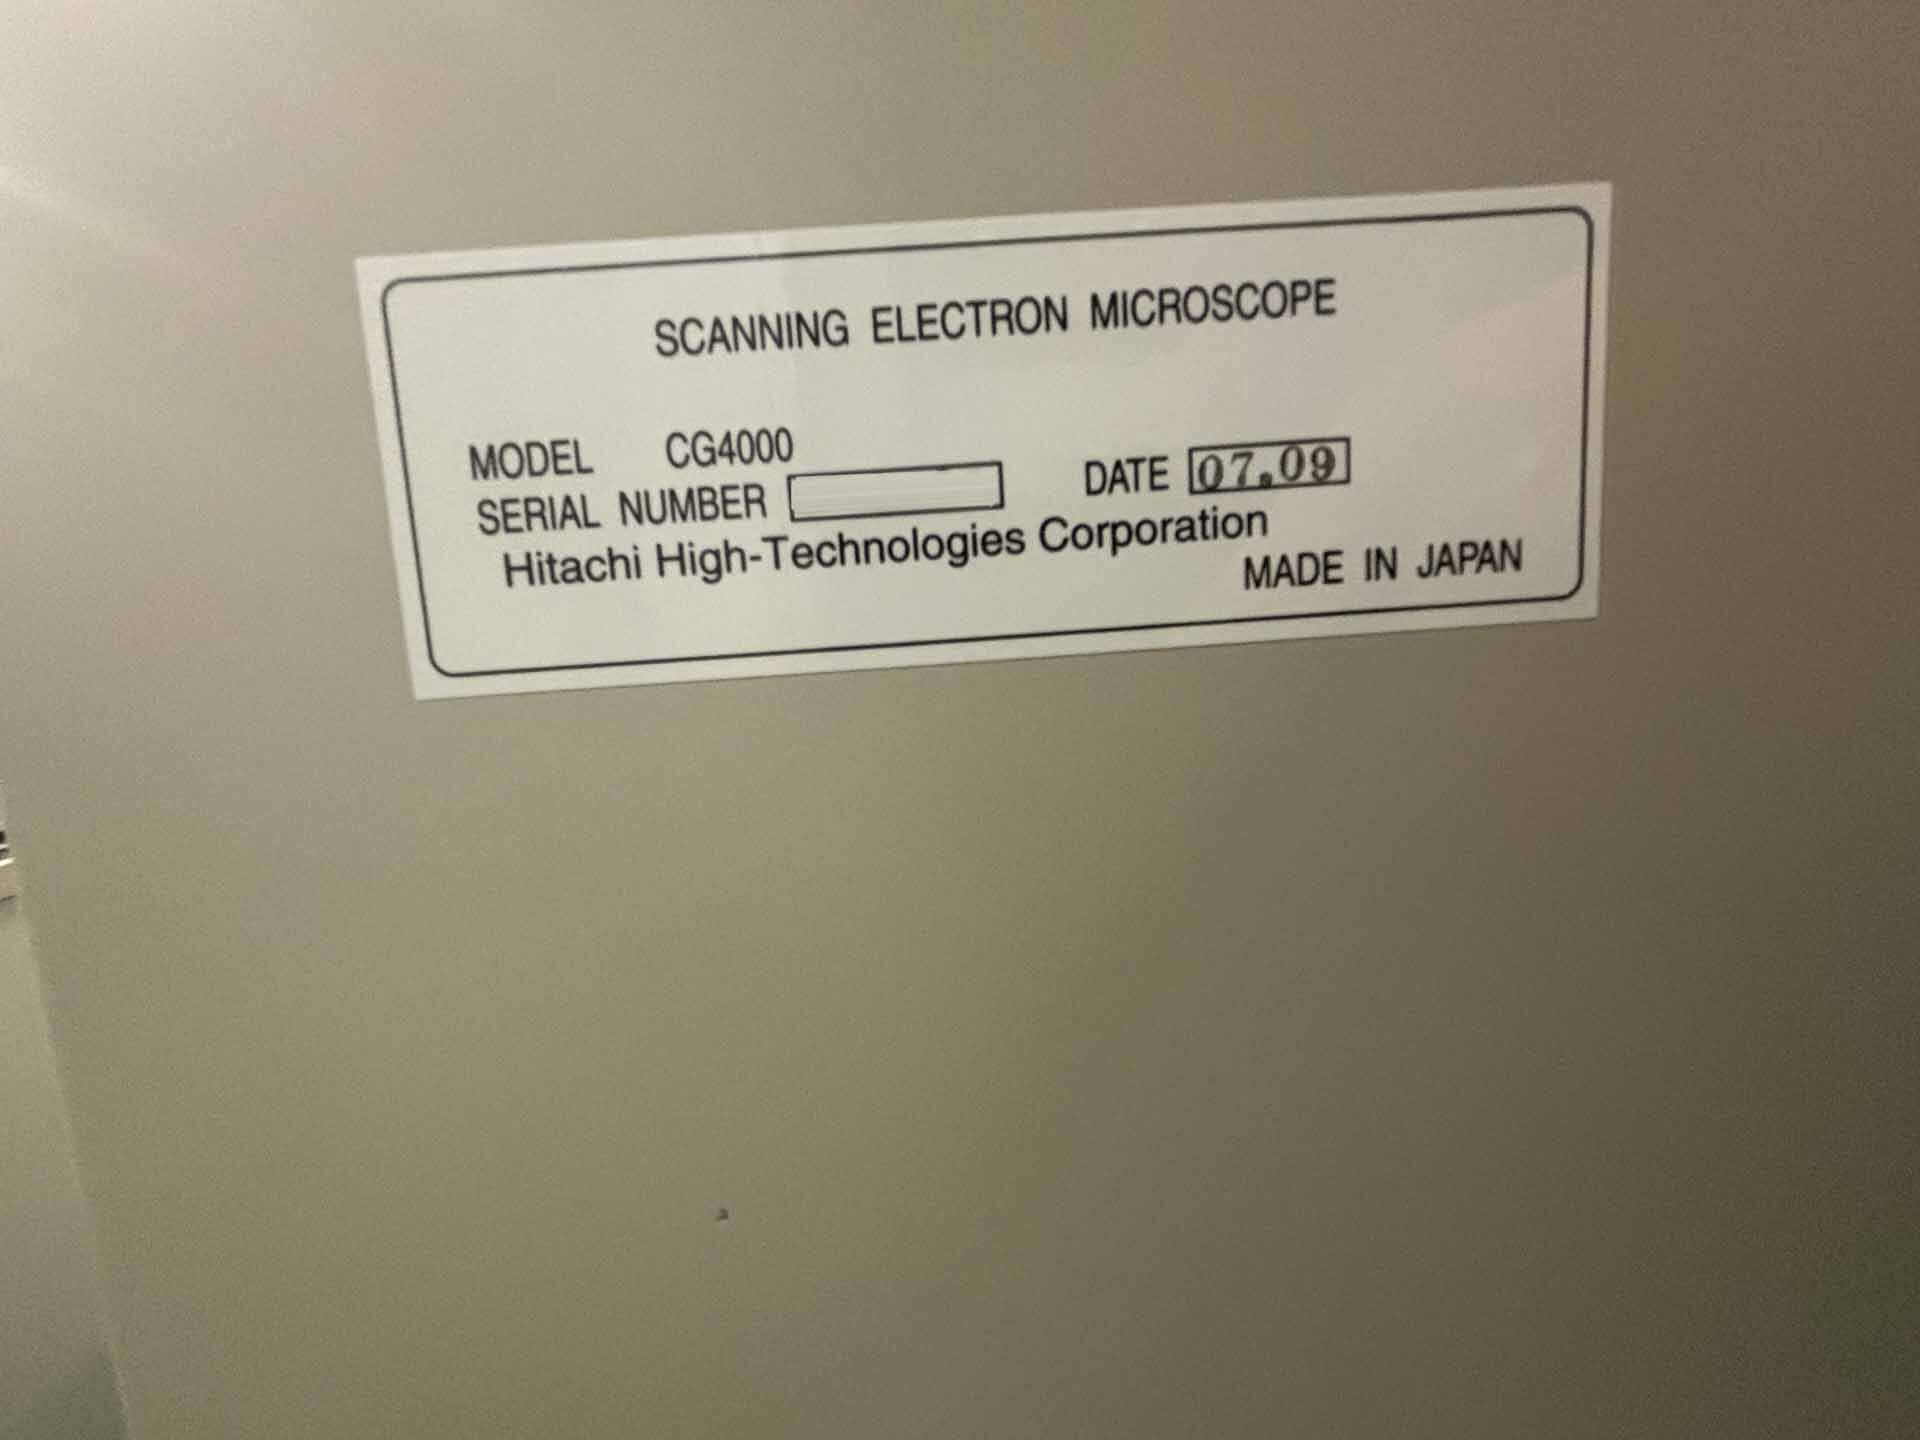 SCANNING ELECTRON MICROSCOPE
MODEL CG4000
SERIAL NUMBER DATE 07.09
Hitachi High-Technologies Corporation
MADE IN JAPAN